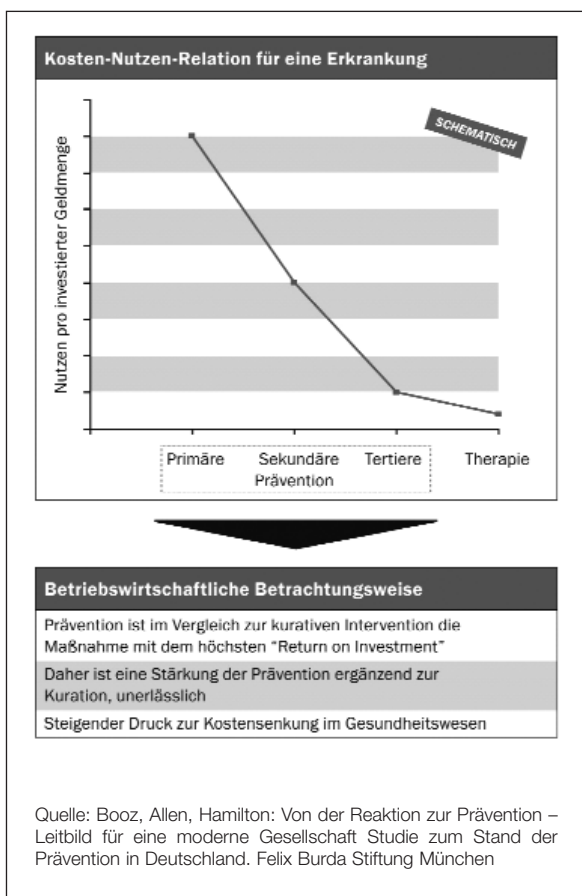 Kosten-Nutzen-Relation für eine Erkrankung
SCHEMATISCH
Nutzen pro investierter Geldmenge
Primäre Sekundäre Tertiere Therapie
Prävention
Betriebswirtschaftliche Betrachtungsweise
Prävention ist im Vergleich zur kurativen Intervention die
Maßnahme mit dem höchsten “Return on Investment”
Daher ist eine Stärkung der Prävention ergänzend zur
Kuration, unerlässlich
Steigender Druck zur Kostensenkung im Gesundheitswesen
Quelle: Booz, Allen, Hamilton: Von der Reaktion zur Prävention –
Leitbild für eine moderne Gesellschaft Studie zum Stand der
Prävention in Deutschland. Felix Burda Stiftung München